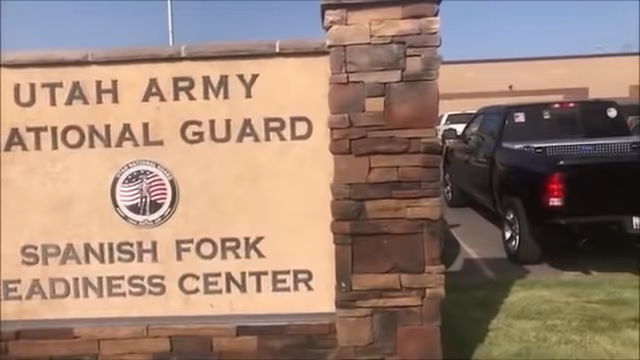 UTAH ARMY
ATIONAL GUARD
SPANISH FORK
EADINESS CENTER